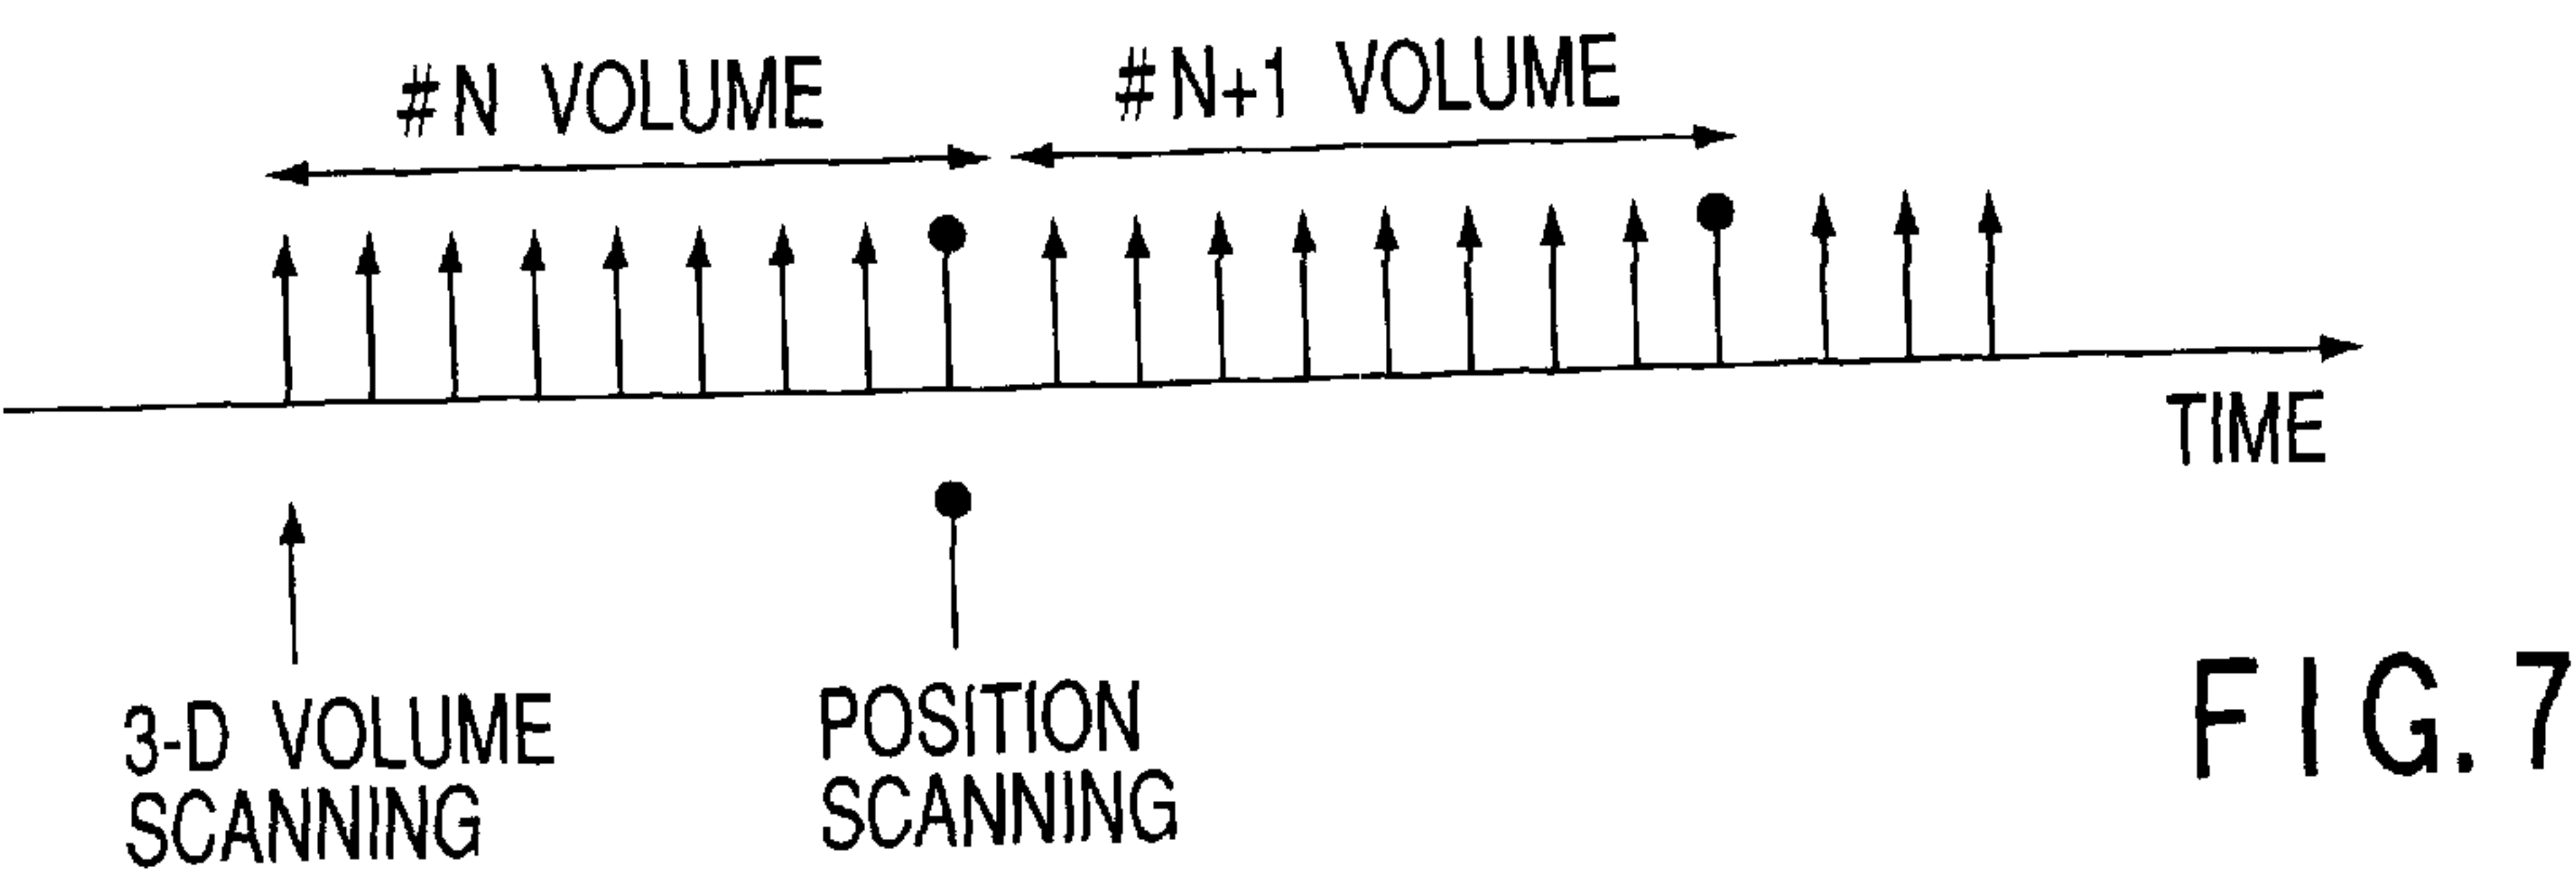 #N VOLUME
#N+1 VOLUME
TIME
3-D VOLUME
SCANNING
POSITION
SCANNING
FIG. 7